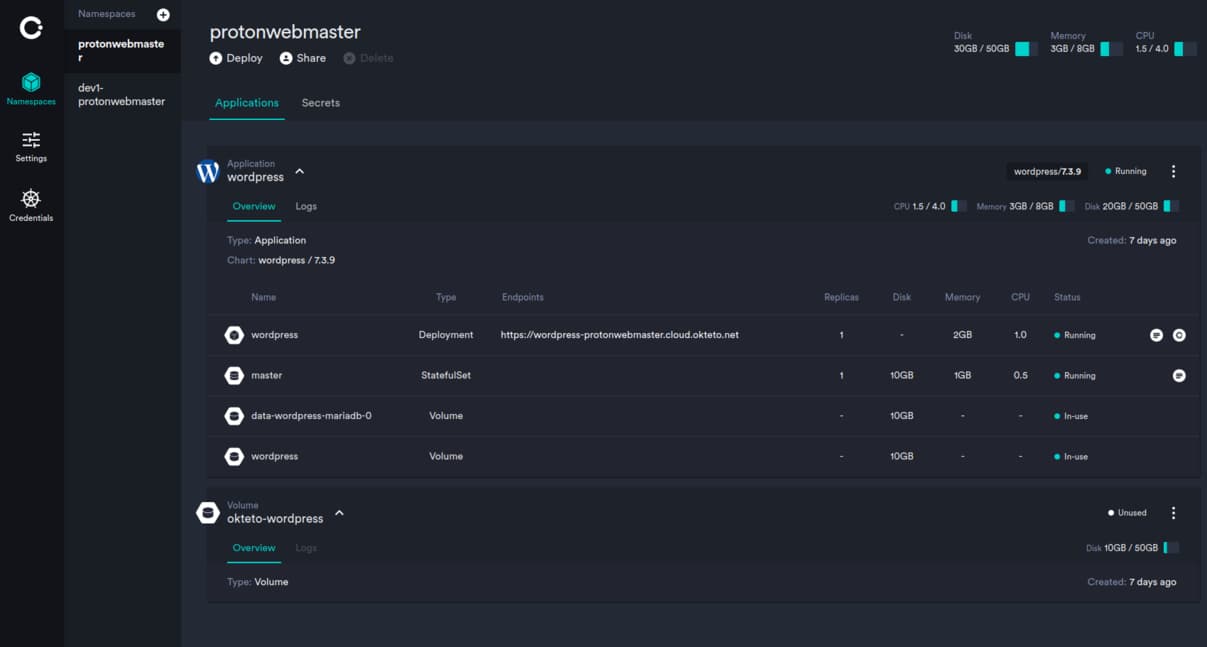 Namespaces
protonwebmaste
r
dev1-
protonwebmaster
Namespaces
Settings
Credentials
protonwebmaster
Deploy Share Delete
Disk Memory CPU
30GB / 50GB 3GB / 8GB 1.5 / 4.0
Applications Secrets
Application
wordpress
wordpress/7.3.9 Running
Overview Logs
CPU 1.5 / 4.0 Memory 3GB / 8GB Disk 20GB / 50GB
Type: Application
Created: 7 days ago
Chart: wordpress / 7.3.9
Name Type Endpoints Replicas Disk Memory CPU Status
wordpress Deployment https://wordpress-protonwebmaster.cloud.okteto.net 1 - 2GB 1.0 Running
master StatefulSet 1 10GB 1GB 0.5 Running
data-wordpress-mariadb-0 Volume - 10GB - - In-use
wordpress Volume - 10GB - - In-use
Volume
okteto-wordpress
Unused
Overview Logs
Disk 10GB / 50GB
Type: Volume
Created: 7 days ago